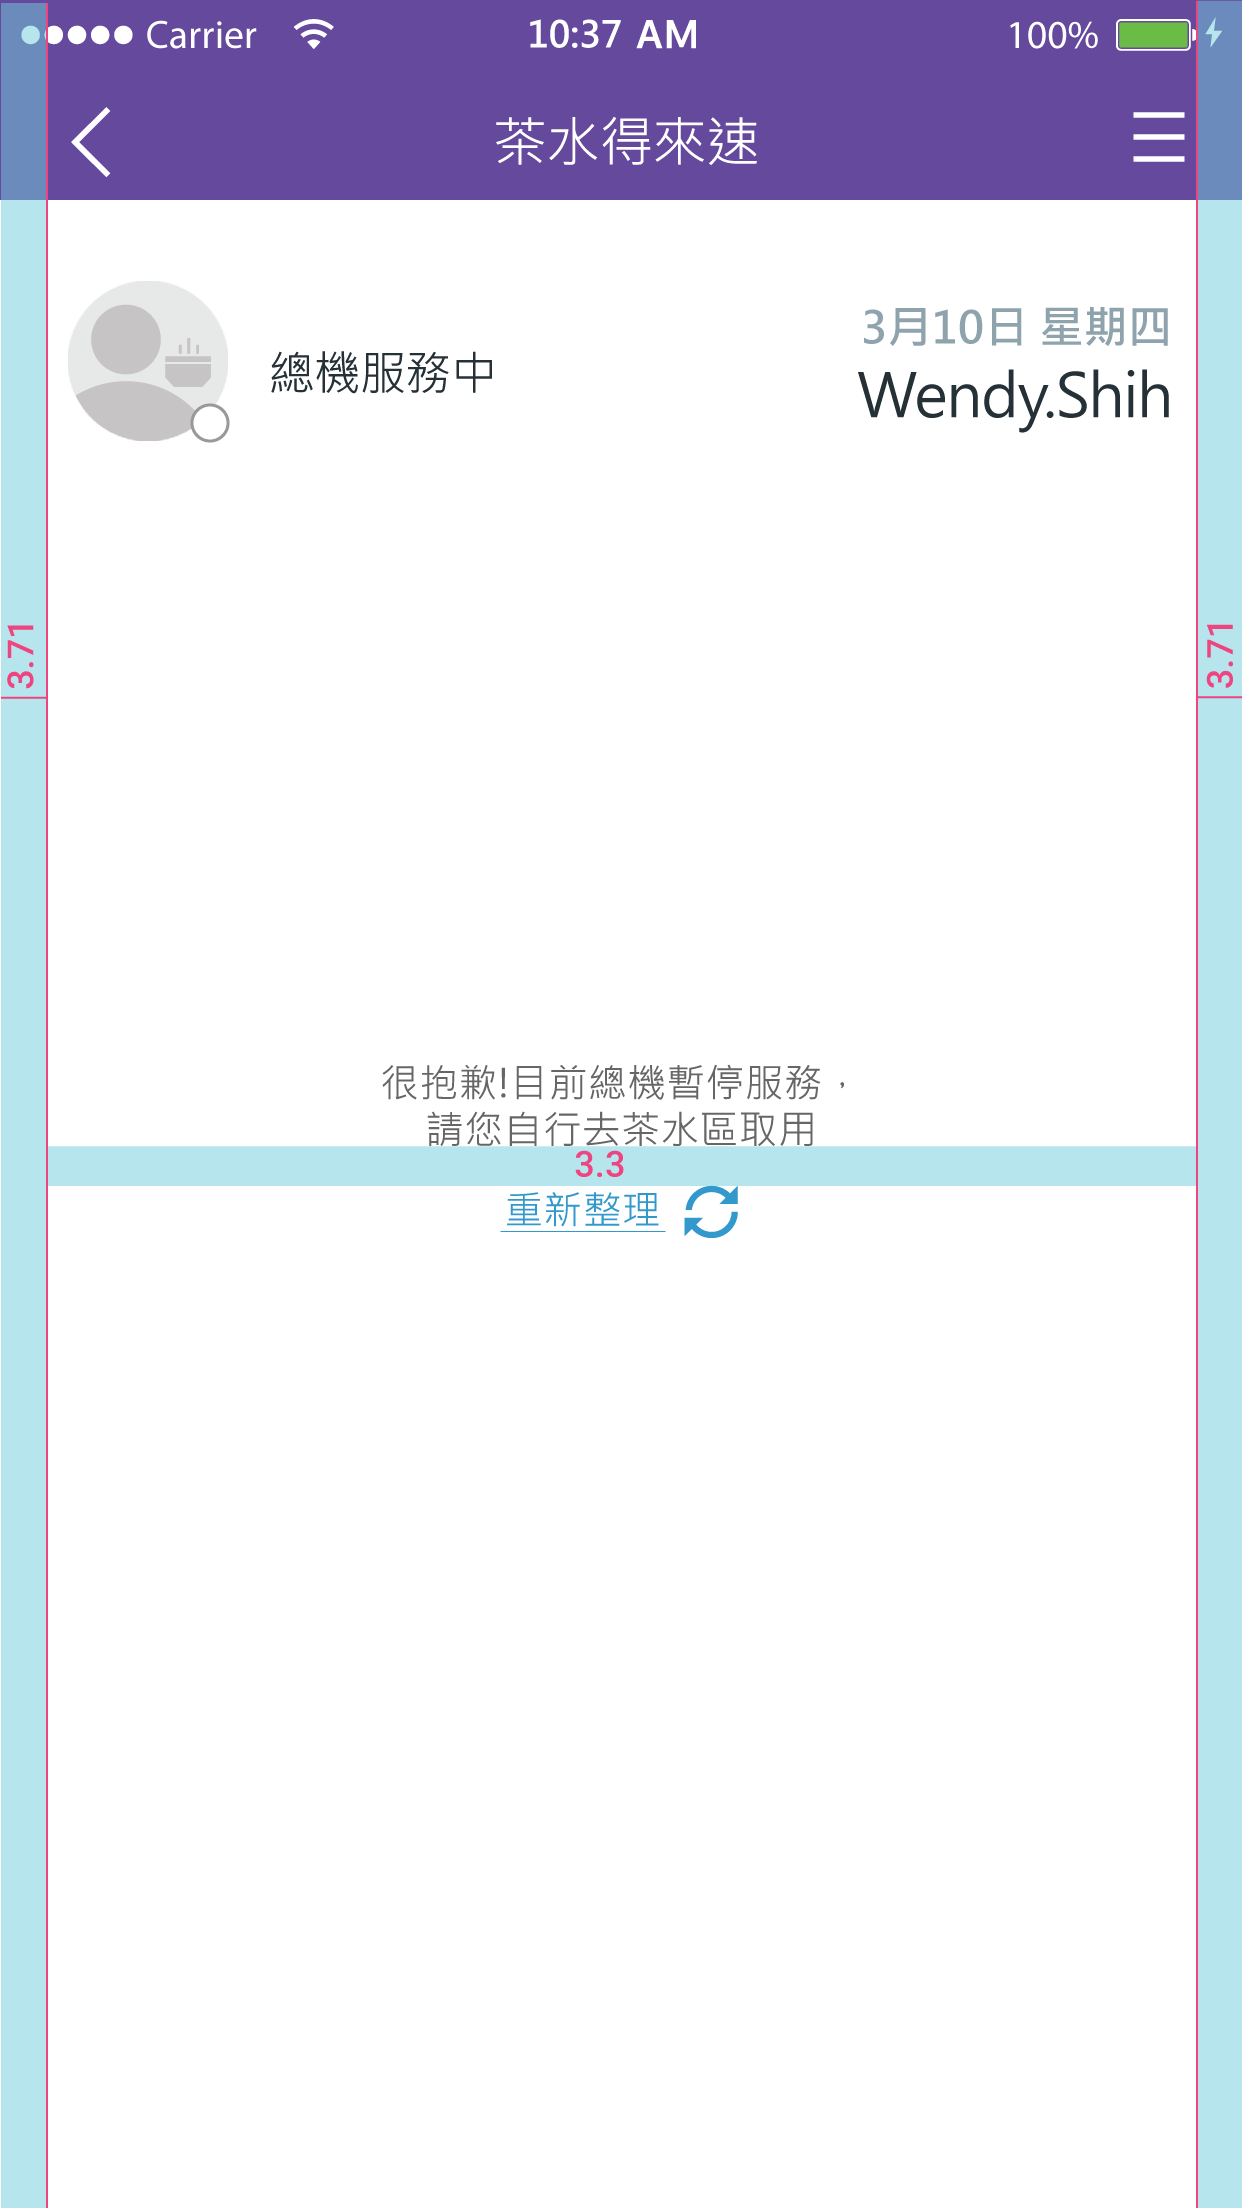 Carrier 10:37 AM 100%
茶水得來速
3月10日 星期四
總機服務中
Wendy.Shih
3.71
3.71
很抱歉!目前總機暫停服務，
請您自行去茶水區取用
3.3
重新整理